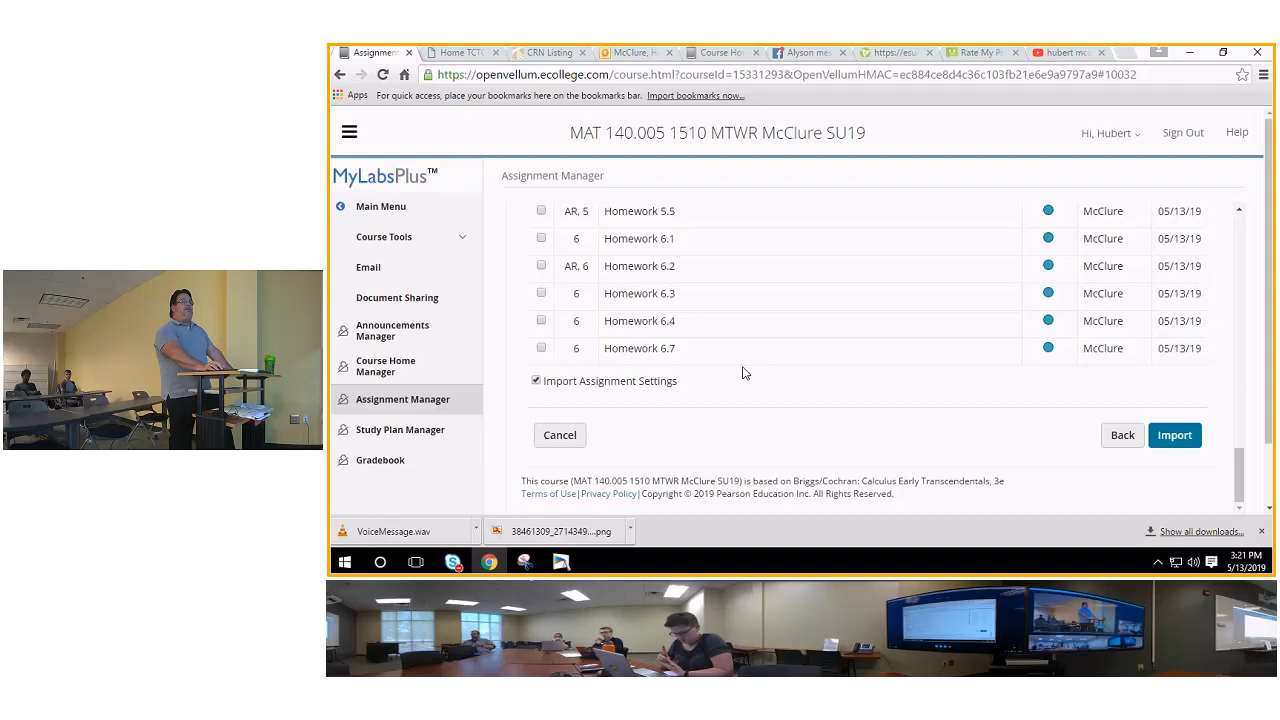 Assignment
Home TCTC
CRN Listing
McClure, H
Course Ho
Alyson mes
https://esu
Rate My P
hubert mc
https://openvellum.ecollege.com/course.html?courseId=15331293&OpenVellumHMAC=ec884ce8d4c36c103fb21e6e9a9797a9#10032
Apps For quick access, place your bookmarks here on the bookmarks bar. Import bookmarks now...
MAT 140.005 1510 MTWR McClure SU19
Hi, Hubert
Sign Out
Help
MyLabsPlus™
Main Menu
Course Tools
Email
Document Sharing
Announcements
Manager
Course Home
Manager
Assignment Manager
Study Plan Manager
Gradebook
Assignment Manager
AR, 5 Homework 5.5 McClure 05/13/19
6 Homework 6.1 McClure 05/13/19
AR, 6 Homework 6.2 McClure 05/13/19
6 Homework 6.3 McClure 05/13/19
6 Homework 6.4 McClure 05/13/19
6 Homework 6.7 McClure 05/13/19
Import Assignment Settings
Cancel
Back
Import
This course (MAT 140.005 1510 MTWR McClure SU19) is based on Briggs/Cochran: Calculus Early Transcendentals, 3e
Terms of Use|Privacy Policy|Copyright © 2019 Pearson Education Inc. All Rights Reserved.
VoiceMessage.wav
38461309_2714349....png
Show all downloads...
3:21 PM
5/13/2019